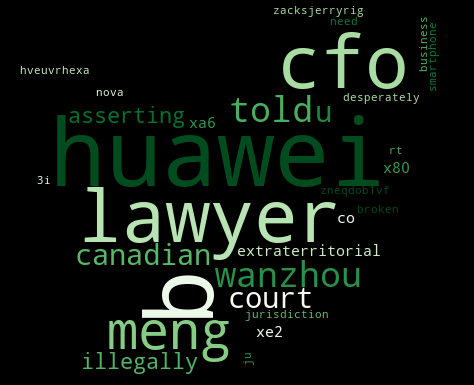 zacksjerryrig
need
business
smartphone
cfo
hveuvrhexa
nova
desperately
told u
asserting
xa6
huawei
rt
x80
3i
zneqdoblvf
lawyer
broken
co
canadian
extraterritorial
wanzhou
b
court
meng
jurisdiction
xe2
illegally
ju